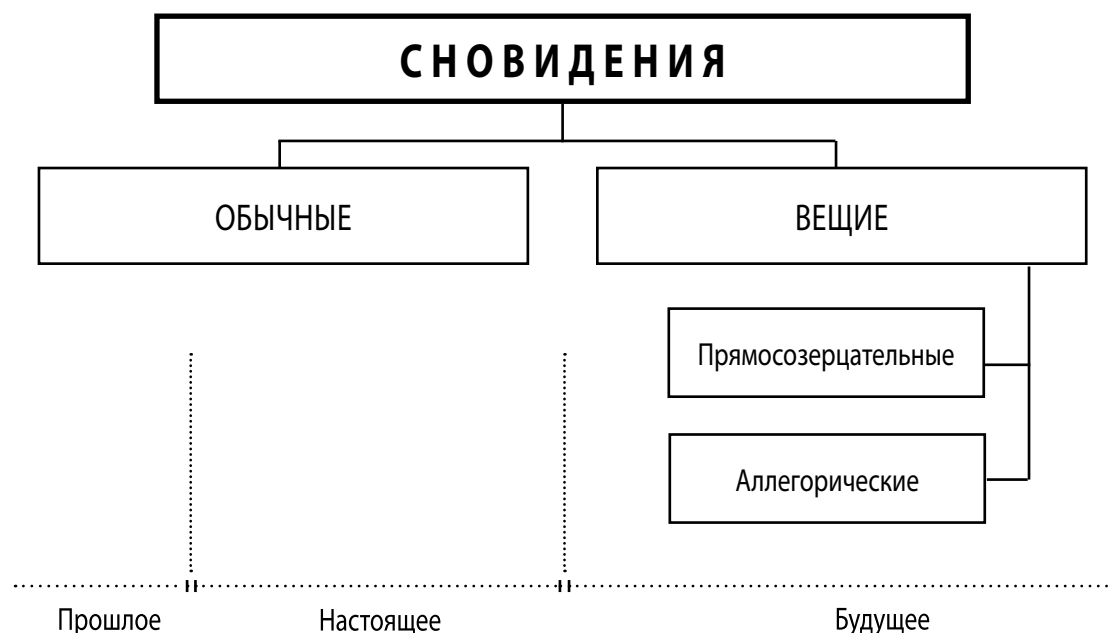 СНОВИДЕНИЯ
ОБЫЧНЫЕ
ВЕЩИЕ
Прямосозерцательные
Аллегорические
Прошлое
Настоящее
Будущее